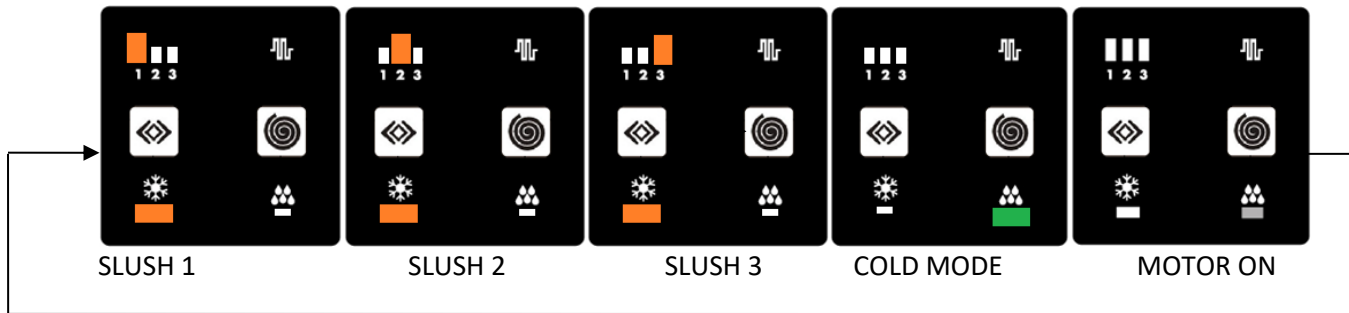 1 2 3 1 2 3 1 2 3 1 2 3 1 2 3
SLUSH 1 SLUSH 2 SLUSH 3 COLD MODE MOTOR ON